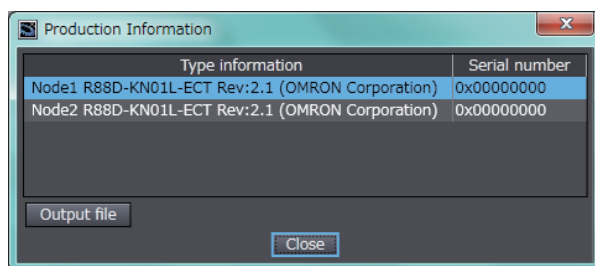 Production Information
Type information Serial number
Node1 R88D-KN01L-ECT Rev:2.1 (OMRON Corporation) 0x00000000
Node2 R88D-KN01L-ECT Rev:2.1 (OMRON Corporation) 0x00000000
Output file
Close